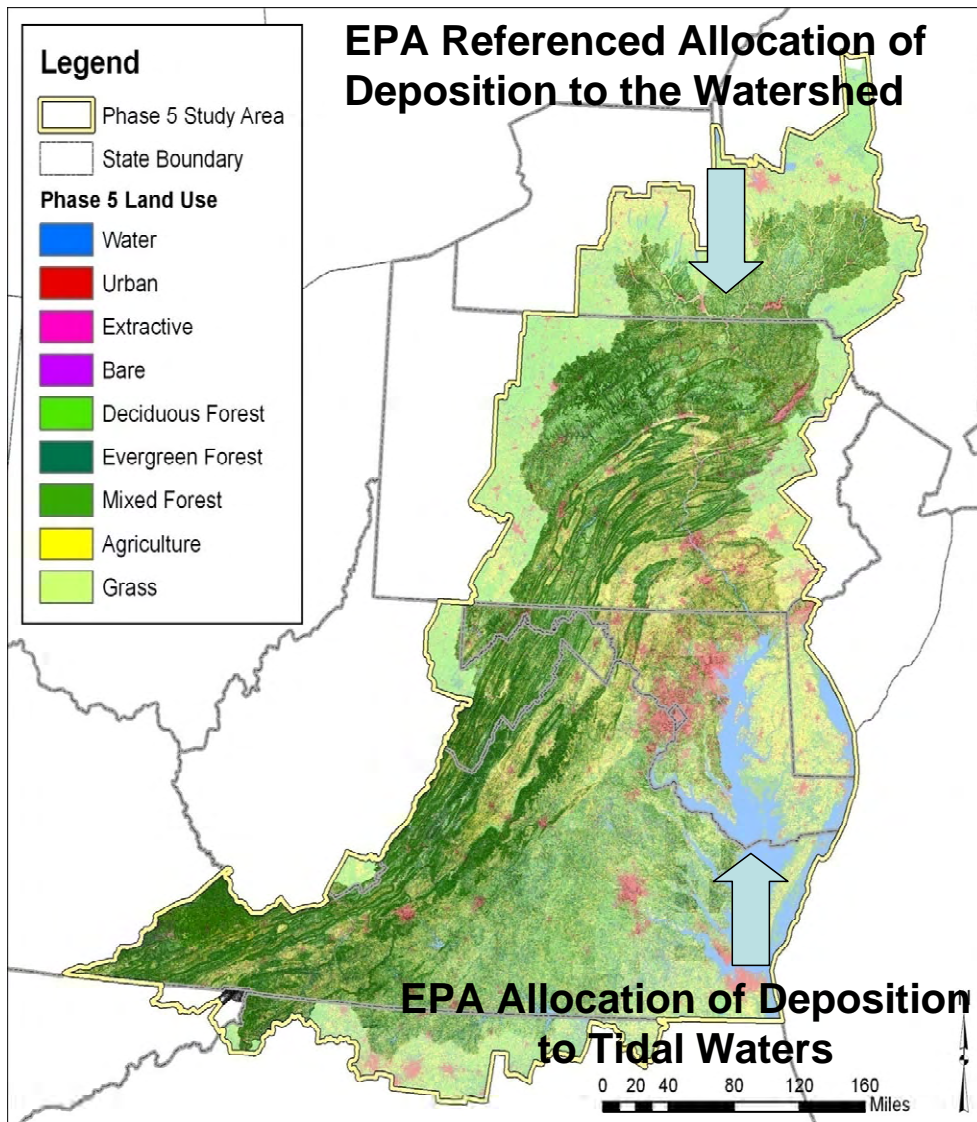 EPA Referenced Allocation of
Deposition to the Watershed
Legend
Phase 5 Study Area
State Boundary
Phase 5 Land Use
Water
Urban
Extractive
Bare
Deciduous Forest
Evergreen Forest
Mixed Forest
Agriculture
Grass
EPA Allocation of Deposition
to Tidal Waters
0 20 40 80 120 160
Miles